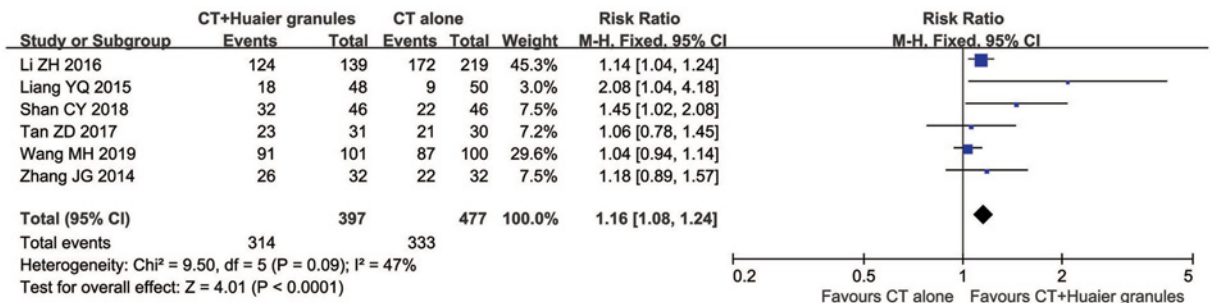 CT+Huaier granules CT alone Risk Ratio Risk Ratio
Study or Subgroup Events Total Events Total Weight M-H, Fixed, 95% CI M-H, Fixed, 95% CI
Li ZH 2016 124 139 172 219 45.3% 1.14 [1.04, 1.24]
Liang YQ 2015 18 48 9 50 3.0% 2.08 [1.04, 4.18]
Shan CY 2018 32 46 22 46 7.5% 1.45 [1.02, 2.08]
Tan ZD 2017 23 31 21 30 7.2% 1.06 [0.78, 1.45]
Wang MH 2019 91 101 87 100 29.6% 1.04 [0.94, 1.14]
Zhang JG 2014 26 32 22 32 7.5% 1.18 [0.89, 1.57]
Total (95% CI) 397 477 100.0% 1.16 [1.08, 1.24]
Total events 314 333
Heterogeneity: Chi² = 9.50, df = 5 (P = 0.09); I² = 47%
Test for overall effect: Z = 4.01 (P < 0.0001)
0.2 0.5 1 2 5
Favours CT alone Favours CT+Huaier granules